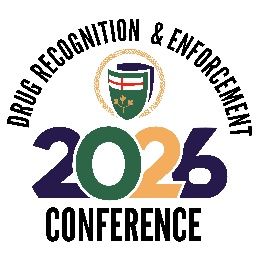 DRUG RECOGNITION & ENFORCEMENT
2026
CONFERENCE